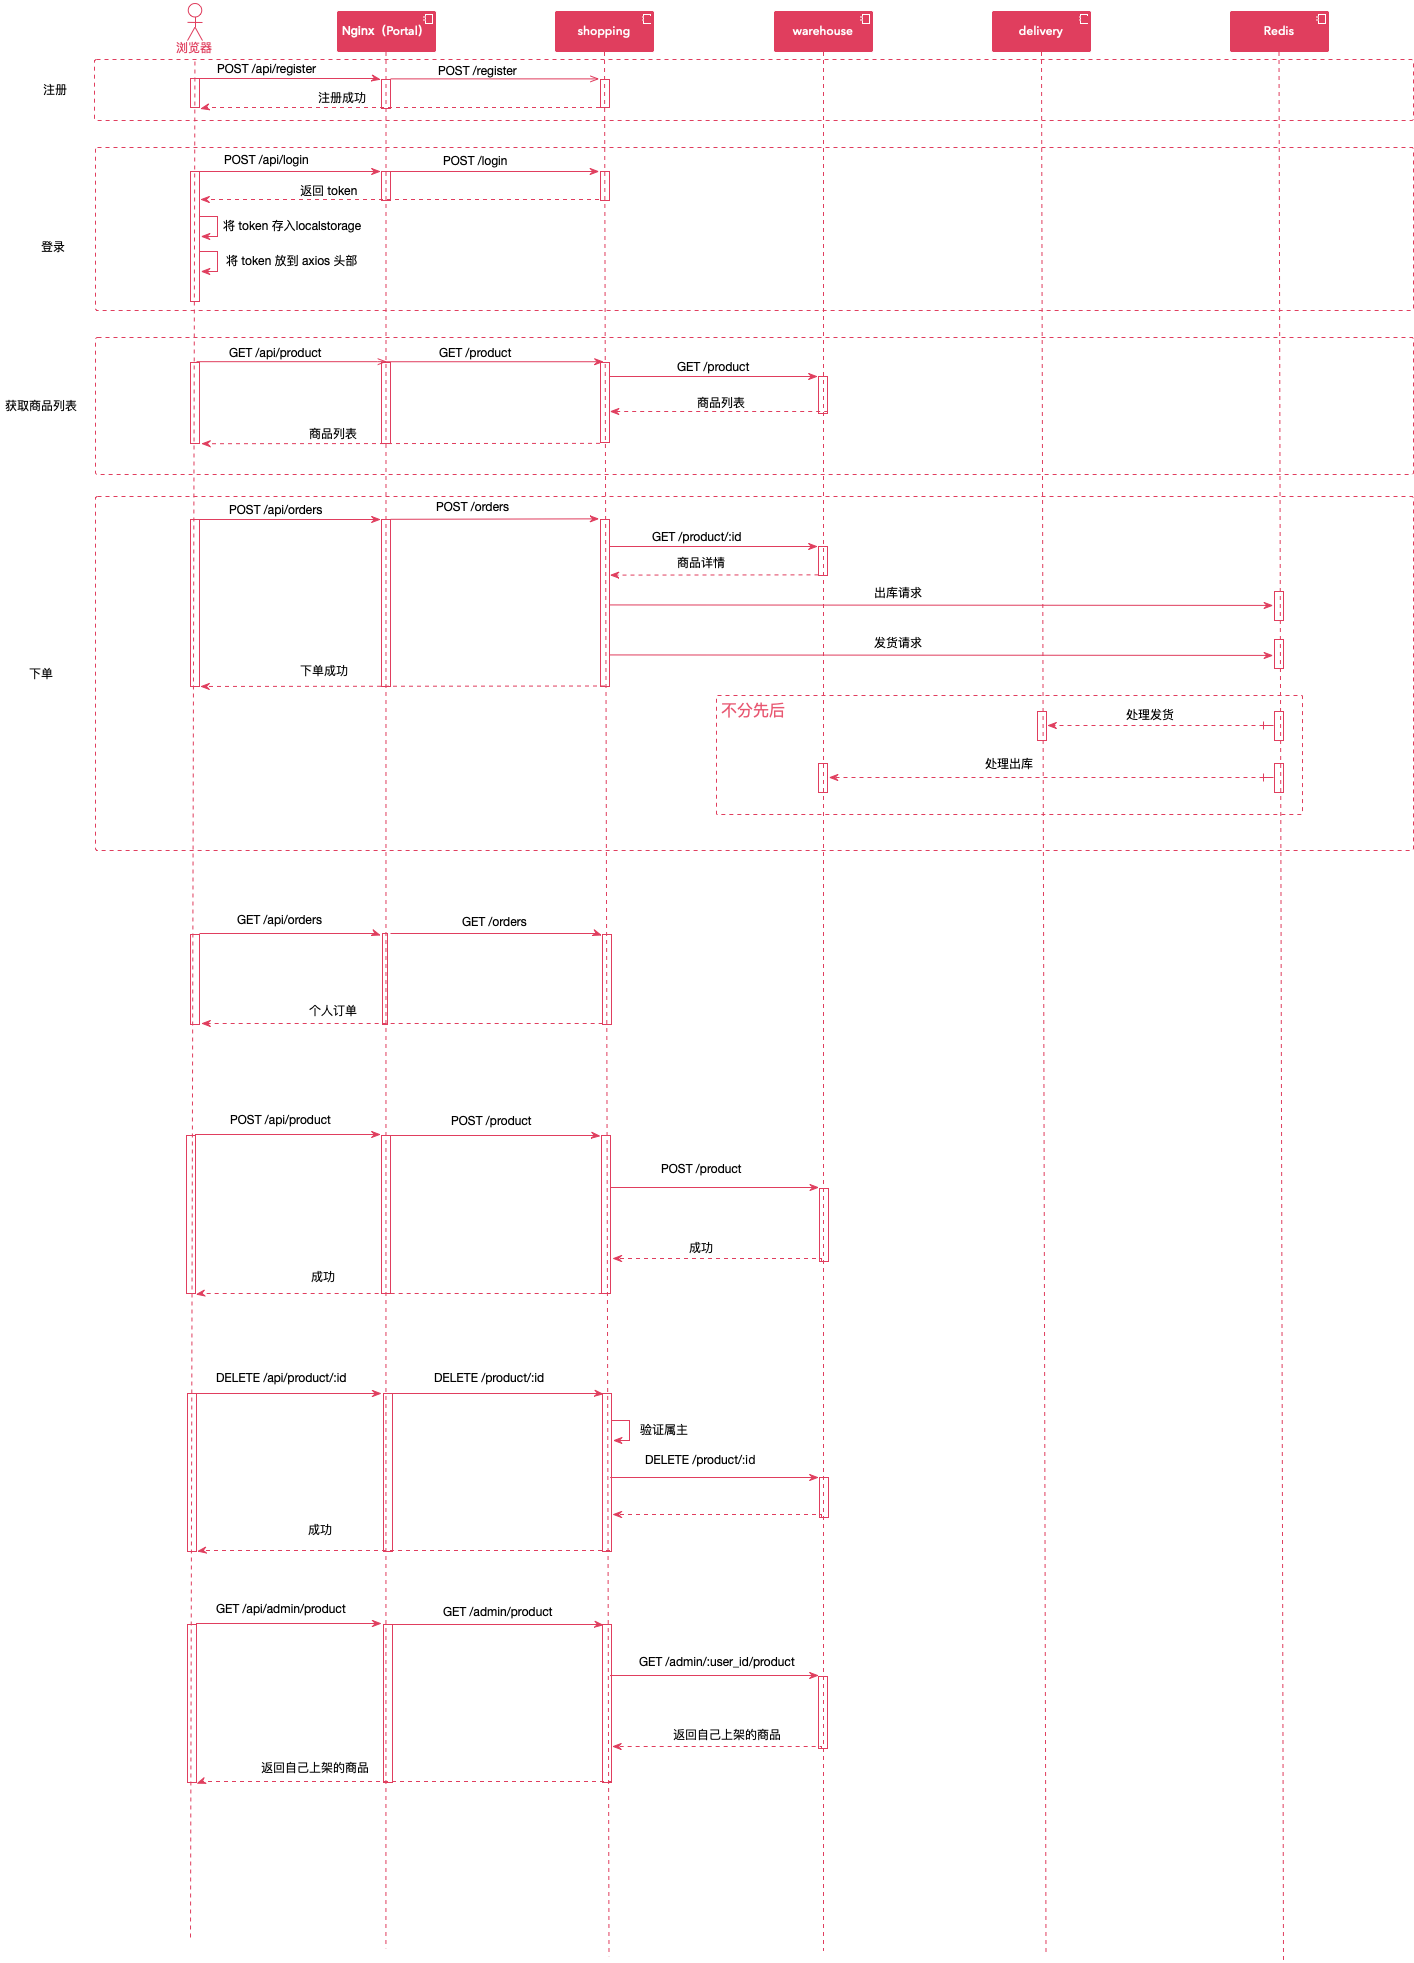 浏览器
Nginx（Portal）
shopping
warehouse
delivery
Redis
注册
POST /api/register
POST /register
注册成功
登录
POST /api/login
POST /login
返回 token
将 token 存入localstorage
将 token 放到 axios 头部
获取商品列表
GET /api/product
GET /product
GET /product
商品列表
商品列表
下单
POST /api/orders
POST /orders
GET /product/:id
商品详情
出库请求
发货请求
下单成功
不分先后
处理发货
处理出库
GET /api/orders
GET /orders
个人订单
POST /api/product
POST /product
POST /product
成功
成功
DELETE /api/product/:id
DELETE /product/:id
验证属主
DELETE /product/:id
成功
GET /api/admin/product
GET /admin/product
GET /admin/:user_id/product
返回自己上架的商品
返回自己上架的商品